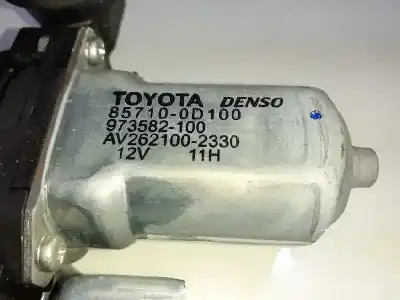 TOYOTA DENSO
85710-0D100
973582-100
AV262100-2330
12V 11H